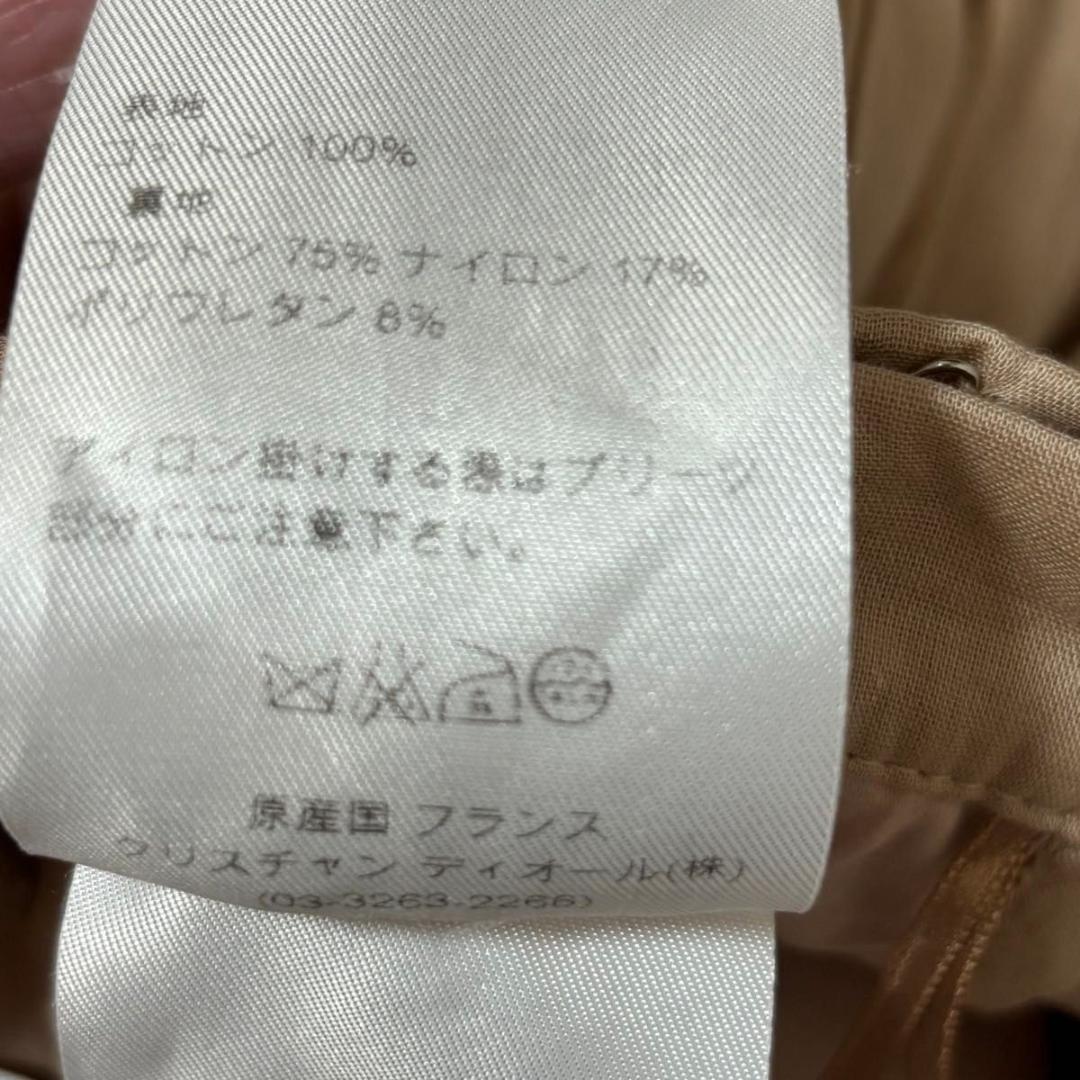 表地
コットン 100%
裏地
コットン 75% ナイロン 17%
ポリウレタン 8%
アイロン掛けする際はプリーツ
部分にご注意下さい。
原産国 フランス
クリスチャン ディオール(株)
(03-3263-2266)